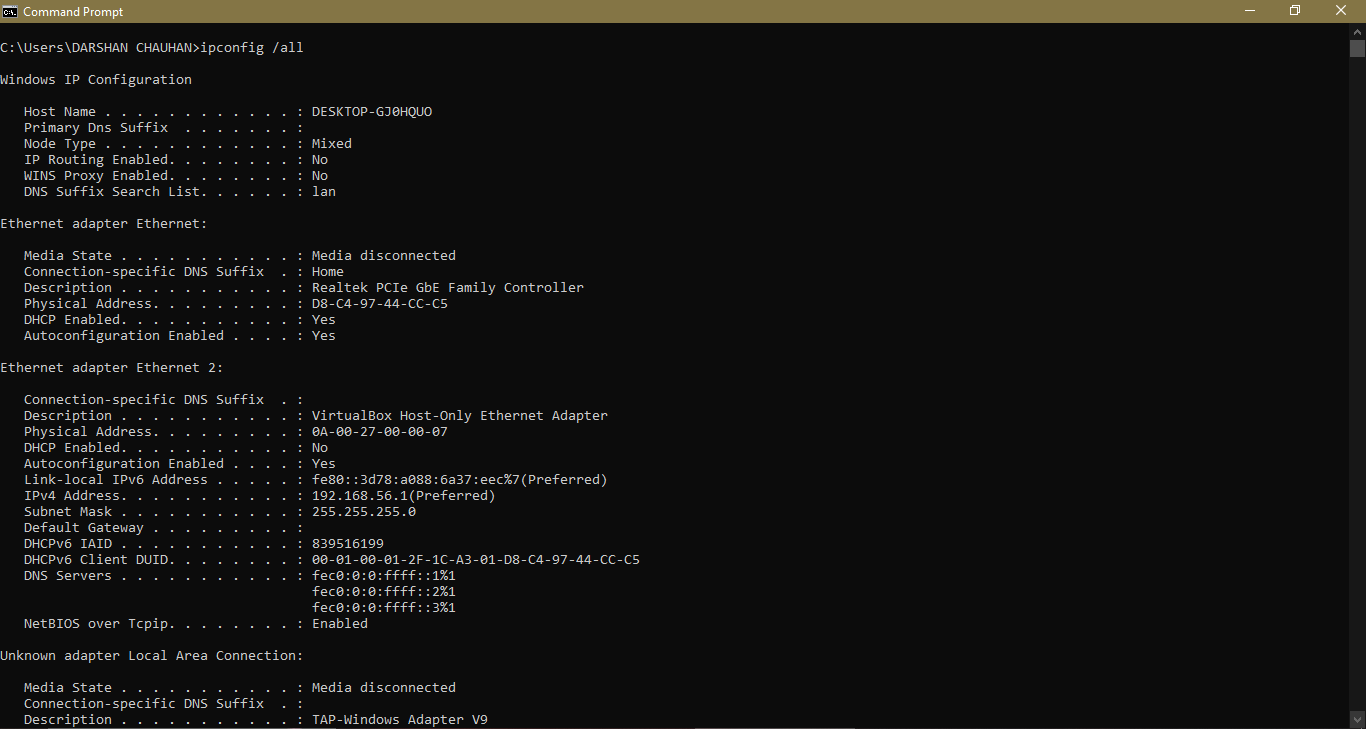 Command Prompt
C:\Users\DARSHAN CHAUHAN>ipconfig /all
Windows IP Configuration
   Host Name . . . . . . . . . . . . : DESKTOP-GJ0HQUO
   Primary Dns Suffix  . . . . . . . :
   Node Type . . . . . . . . . . . . : Mixed
   IP Routing Enabled. . . . . . . . : No
   WINS Proxy Enabled. . . . . . . . : No
   DNS Suffix Search List. . . . . . : lan
Ethernet adapter Ethernet:
   Media State . . . . . . . . . . . : Media disconnected
   Connection-specific DNS Suffix  . : Home
   Description . . . . . . . . . . . : Realtek PCIe GbE Family Controller
   Physical Address. . . . . . . . . : D8-C4-97-44-CC-C5
   DHCP Enabled. . . . . . . . . . . : Yes
   Autoconfiguration Enabled . . . . : Yes
Ethernet adapter Ethernet 2:
   Connection-specific DNS Suffix  . :
   Description . . . . . . . . . . . : VirtualBox Host-Only Ethernet Adapter
   Physical Address. . . . . . . . . : 0A-00-27-00-00-07
   DHCP Enabled. . . . . . . . . . . : No
   Autoconfiguration Enabled . . . . : Yes
   Link-local IPv6 Address . . . . . : fe80::3d78:a088:6a37:eec%7(Preferred)
   IPv4 Address. . . . . . . . . . . : 192.168.56.1(Preferred)
   Subnet Mask . . . . . . . . . . . : 255.255.255.0
   Default Gateway . . . . . . . . . :
   DHCPv6 IAID . . . . . . . . . . . : 839516199
   DHCPv6 Client DUID. . . . . . . . : 00-01-00-01-2F-1C-A3-01-D8-C4-97-44-CC-C5
   DNS Servers . . . . . . . . . . . : fec0:0:0:ffff::1%1
                                       fec0:0:0:ffff::2%1
                                       fec0:0:0:ffff::3%1
   NetBIOS over Tcpip. . . . . . . . : Enabled
Unknown adapter Local Area Connection:
   Media State . . . . . . . . . . . : Media disconnected
   Connection-specific DNS Suffix  . :
   Description . . . . . . . . . . . : TAP-Windows Adapter V9